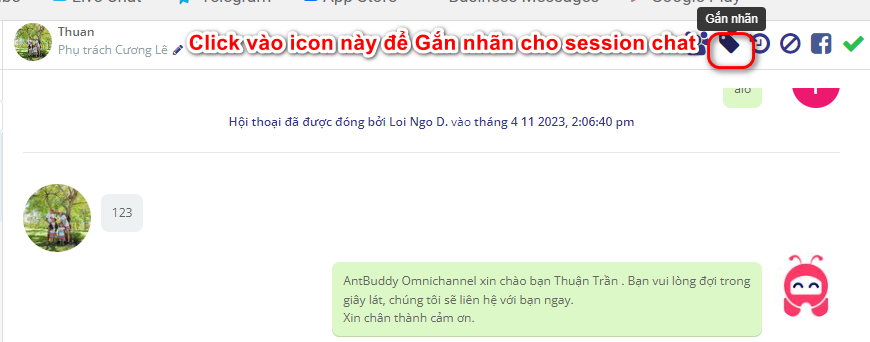 Live Chat Telegram App Store Business Messages Google Play
Gắn nhãn
Thuan
Phụ trách Cương Lê
Click vào icon này để Gắn nhãn cho session chat
alo
Hội thoại đã được đóng bởi Loi Ngo D. vào tháng 4 11 2023, 2:06:40 pm
123
AntBuddy Omnichannel xin chào bạn Thuận Trần . Bạn vui lòng đợi trong
giây lát, chúng tôi sẽ liên hệ với bạn ngay.
Xin chân thành cảm ơn.